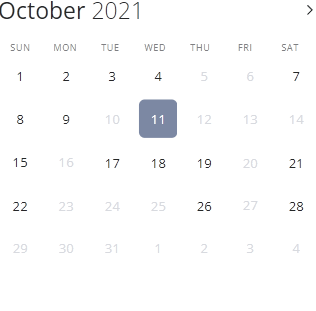 October 2021
SUN MON TUE WED THU FRI SAT
1 2 3 4 5 6 7
8 9 10 11 12 13 14
15 16 17 18 19 20 21
22 23 24 25 26 27 28
29 30 31 1 2 3 4